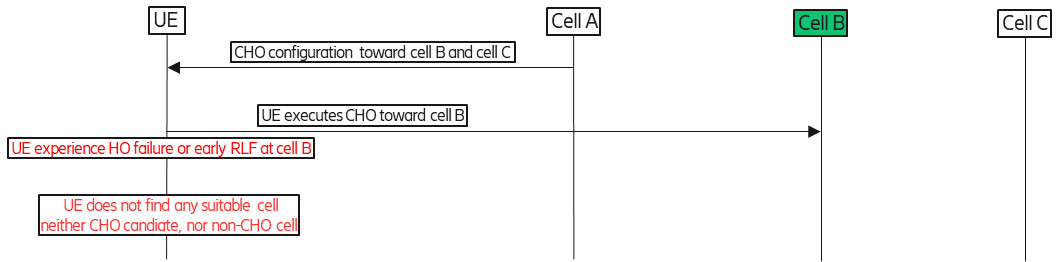 UE
Cell A
Cell B
Cell C
CHO configuration toward cell B and cell C
UE executes CHO toward cell B
UE experience HO failure or early RLF at cell B
UE does not find any suitable cell
neither CHO candiate, nor non-CHO cell